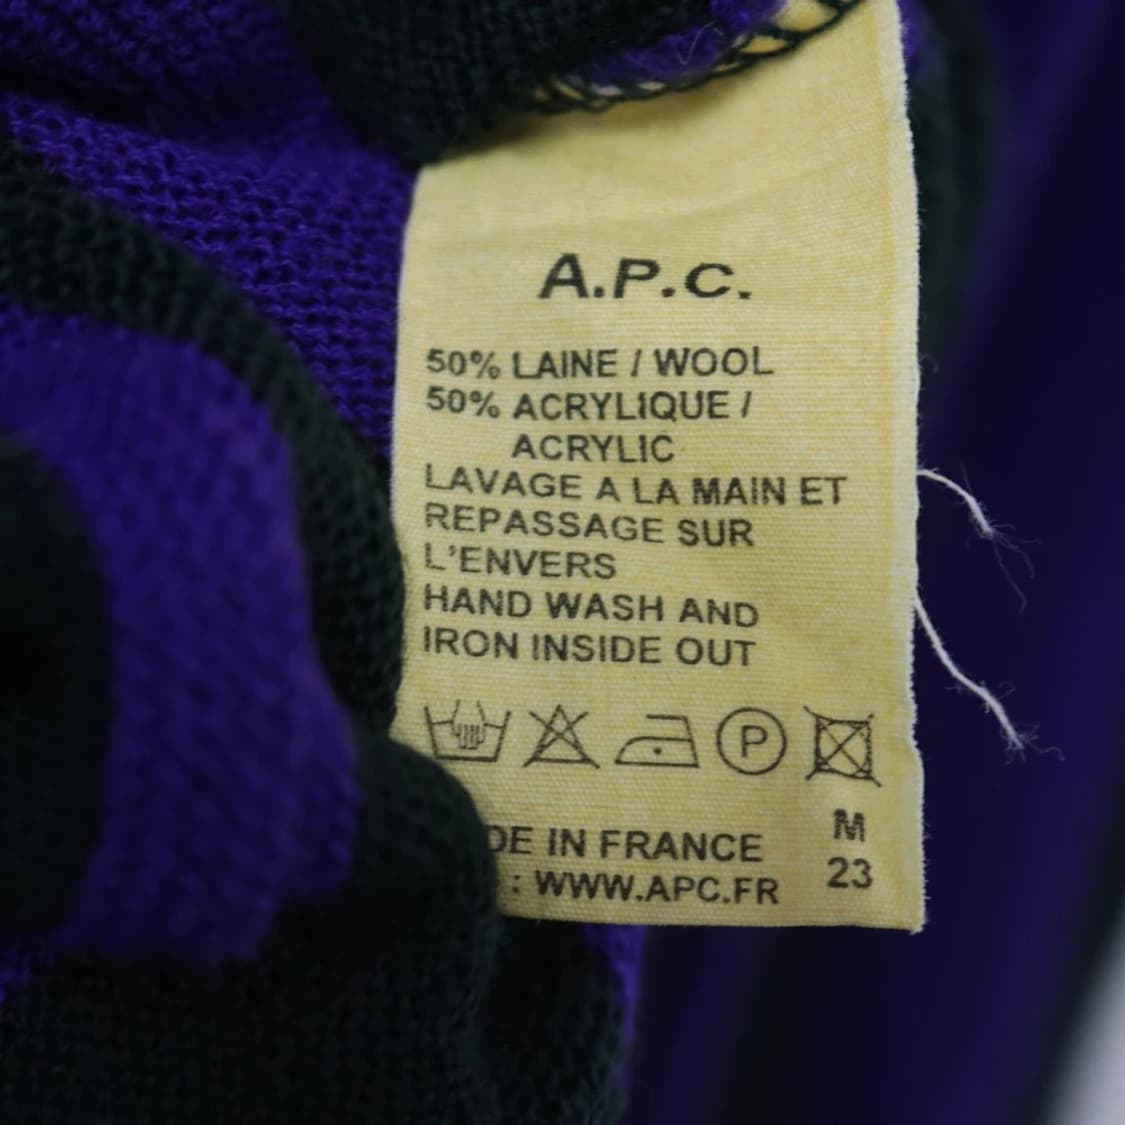 A.P.C.
50% LAINE / WOOL
50% ACRYLIQUE /
ACRYLIC
LAVAGE A LA MAIN ET
REPASSAGE SUR
L'ENVERS
HAND WASH AND
IRON INSIDE OUT
P
M
DE IN FRANCE
23
: WWW.APC.FR